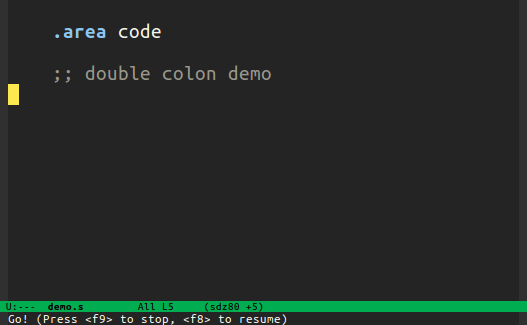 .area code
;; double colon demo
U:--- demo.s All L5 (sdz80 +5)
Go! (Press <f9> to stop, <f8> to resume)